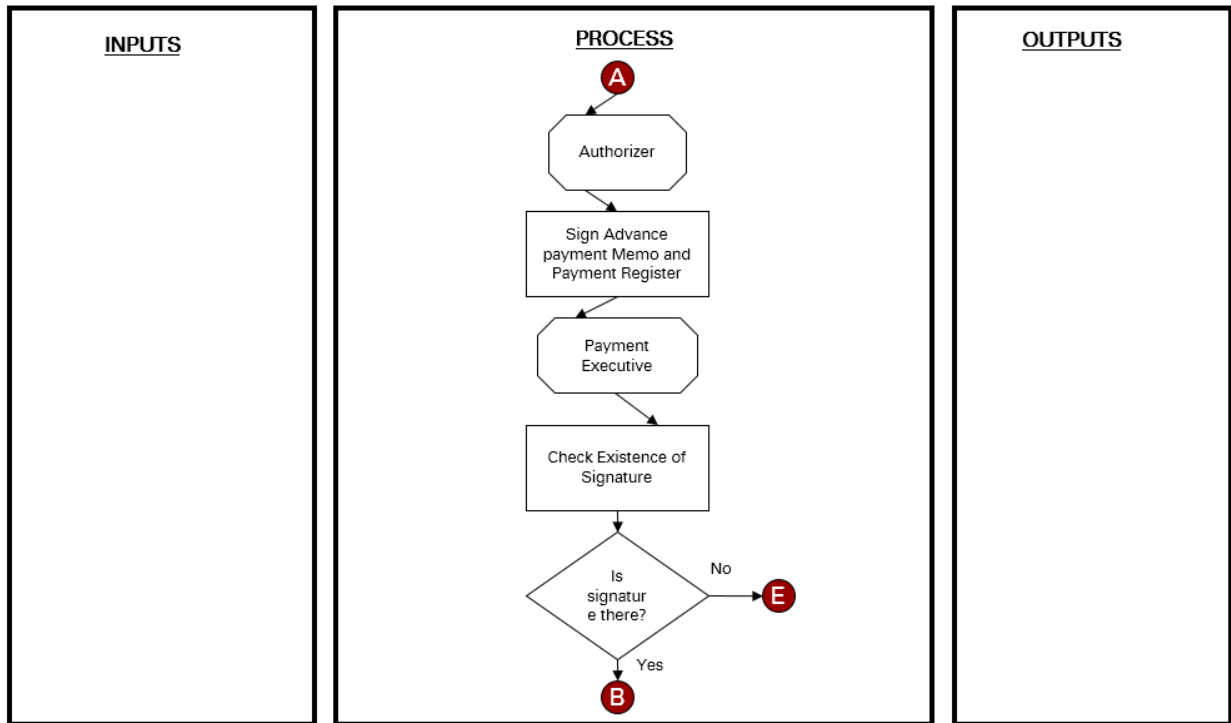 INPUTS
PROCESS
OUTPUTS
A
Authorizer
Sign Advance
payment Memo and
Payment Register
Payment
Executive
Check Existence of
Signature
Is
signatur
e there?
No
E
Yes
B